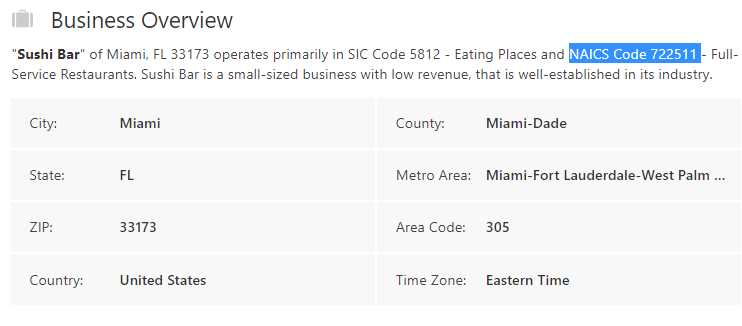 Business Overview
"Sushi Bar" of Miami, FL 33173 operates primarily in SIC Code 5812 - Eating Places and NAICS Code 722511 - Full-
Service Restaurants. Sushi Bar is a small-sized business with low revenue, that is well-established in its industry.
City: Miami County: Miami-Dade
State: FL Metro Area: Miami-Fort Lauderdale-West Palm ...
ZIP: 33173 Area Code: 305
Country: United States Time Zone: Eastern Time